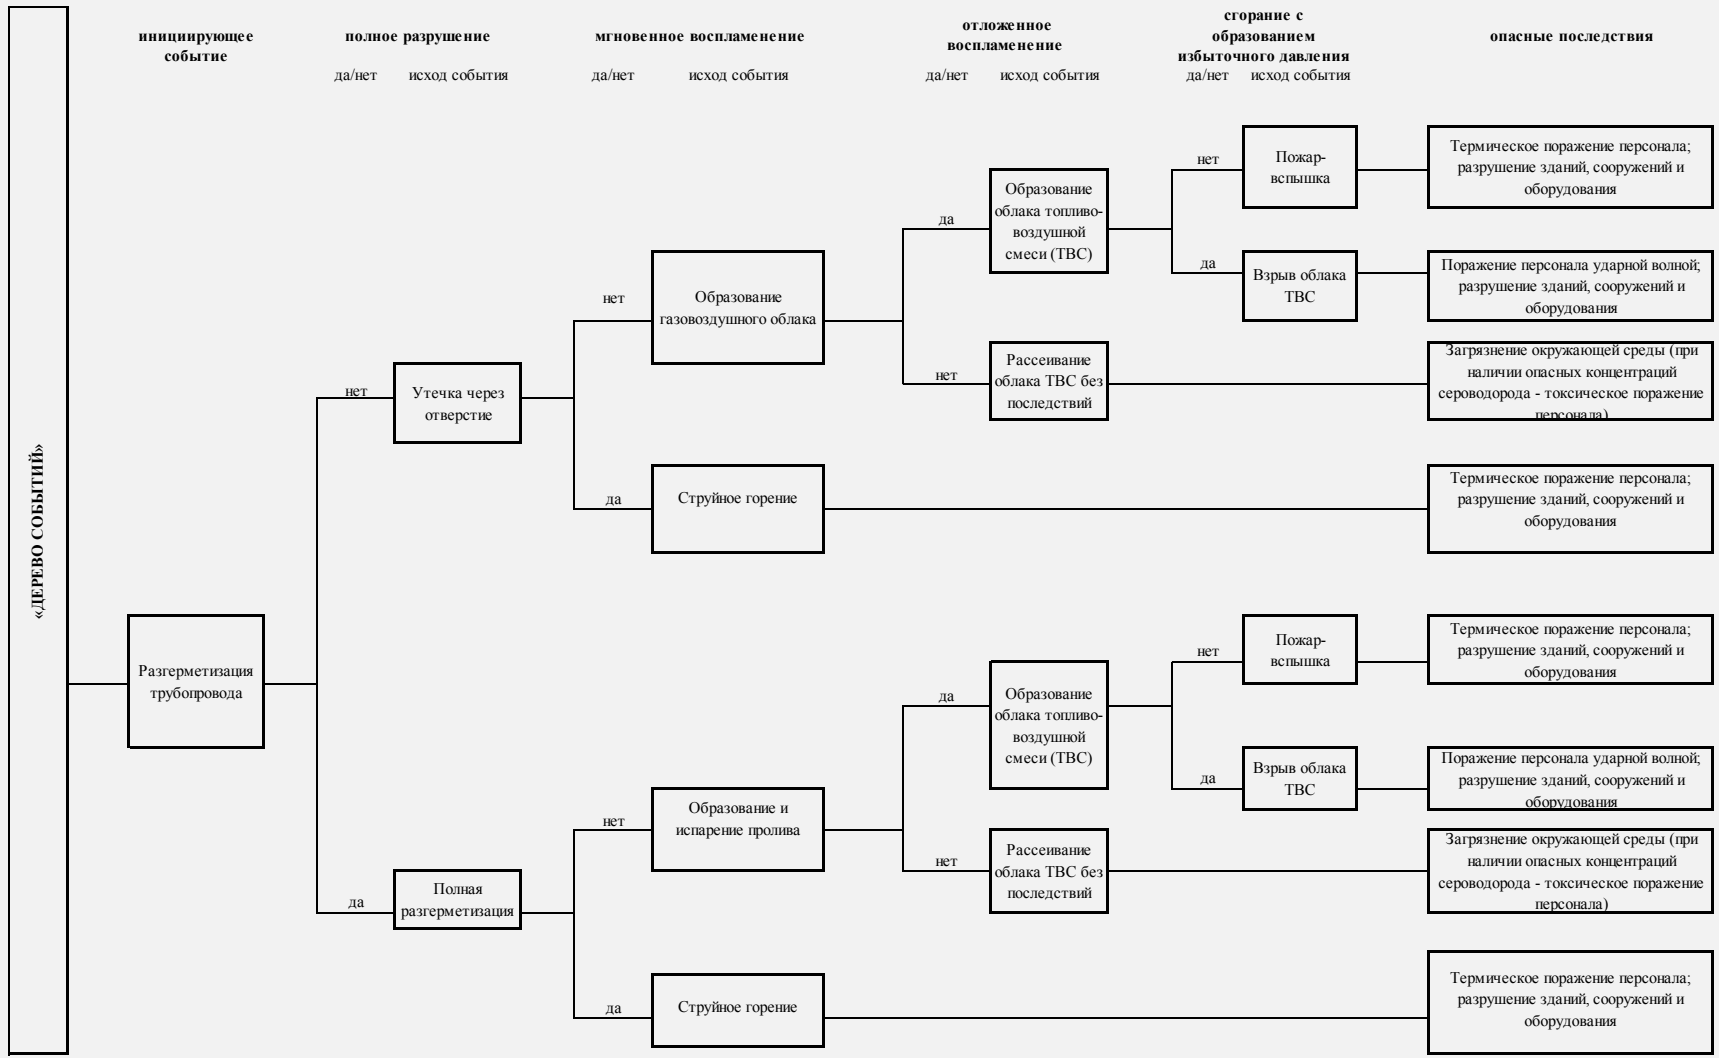 «ДЕРЕВО СОБЫТИЙ»
инициирующее
событие
полное разрушение
да/нет исход события
мгновенное воспламенение
да/нет исход события
отложенное
воспламенение
да/нет исход события
сгорание с
образованием
избыточного давления
да/нет исход события
опасные последствия
Разгерметизация
трубопровода
нет
Утечка через
отверстие
нет
Образование
газовоздушного облака
да
Образование
облака топливо-
воздушной
смеси (ТВС)
нет
Пожар-
вспышка
Термическое поражение персонала;
разрушение зданий, сооружений и
оборудования
да
Взрыв облака
ТВС
Поражение персонала ударной волной;
разрушение зданий, сооружений и
оборудования
нет
Рассеивание
облака ТВС без
последствий
Загрязнение окружающей среды (при
наличии опасных концентраций
сероводорода - токсическое поражение
персонала)
да
Струйное горение
Термическое поражение персонала;
разрушение зданий, сооружений и
оборудования
да
Полная
разгерметизация
нет
Образование и
испарение пролива
да
Образование
облака топливо-
воздушной
смеси (ТВС)
нет
Пожар-
вспышка
Термическое поражение персонала;
разрушение зданий, сооружений и
оборудования
да
Взрыв облака
ТВС
Поражение персонала ударной волной;
разрушение зданий, сооружений и
оборудования
нет
Рассеивание
облака ТВС без
последствий
Загрязнение окружающей среды (при
наличии опасных концентраций
сероводорода - токсическое поражение
персонала)
да
Струйное горение
Термическое поражение персонала;
разрушение зданий, сооружений и
оборудования